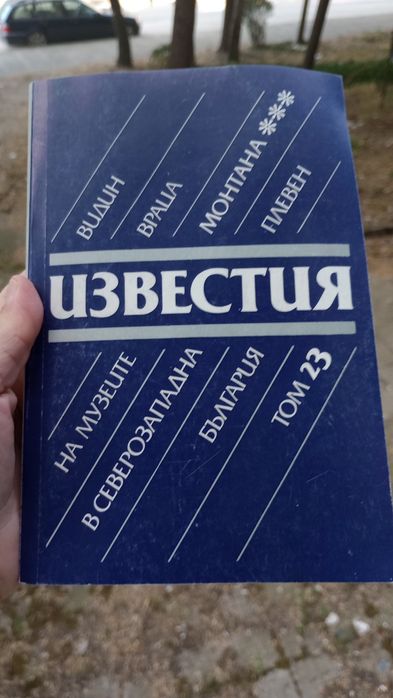 ВИДИН
ВРАЦА
МОНТАНА ***
ПЛЕВЕН
ИЗВЕСТИЯ
НА МУЗЕИТЕ
В СЕВЕРОЗАПАДНА
БЪЛГАРИЯ
ТОМ 23